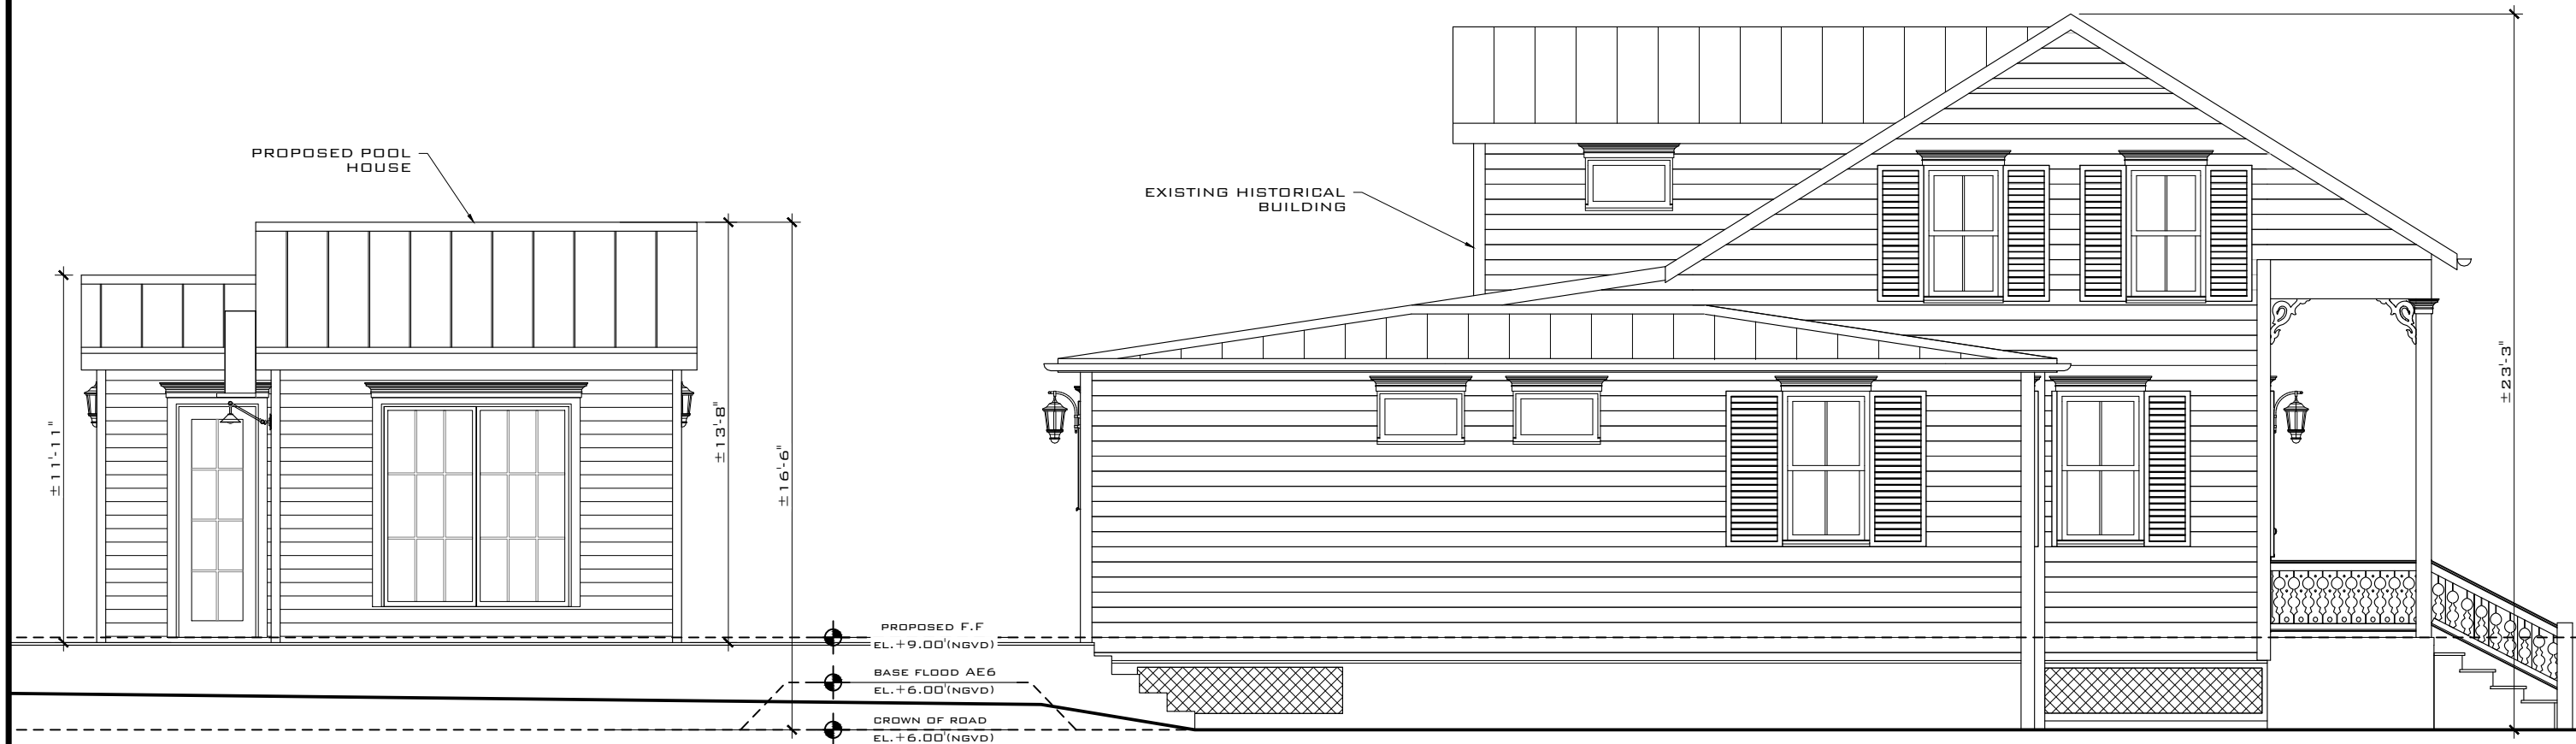 PROPOSED POOL
HOUSE
EXISTING HISTORICAL
BUILDING
±11'-11"
±13'-8"
±16'-6"
±23'-3"
PROPOSED F.F
EL.+9.00'(NGVD)
BASE FLOOD AE6
EL.+6.00'(NGVD)
CROWN OF ROAD
EL.+6.00'(NGVD)